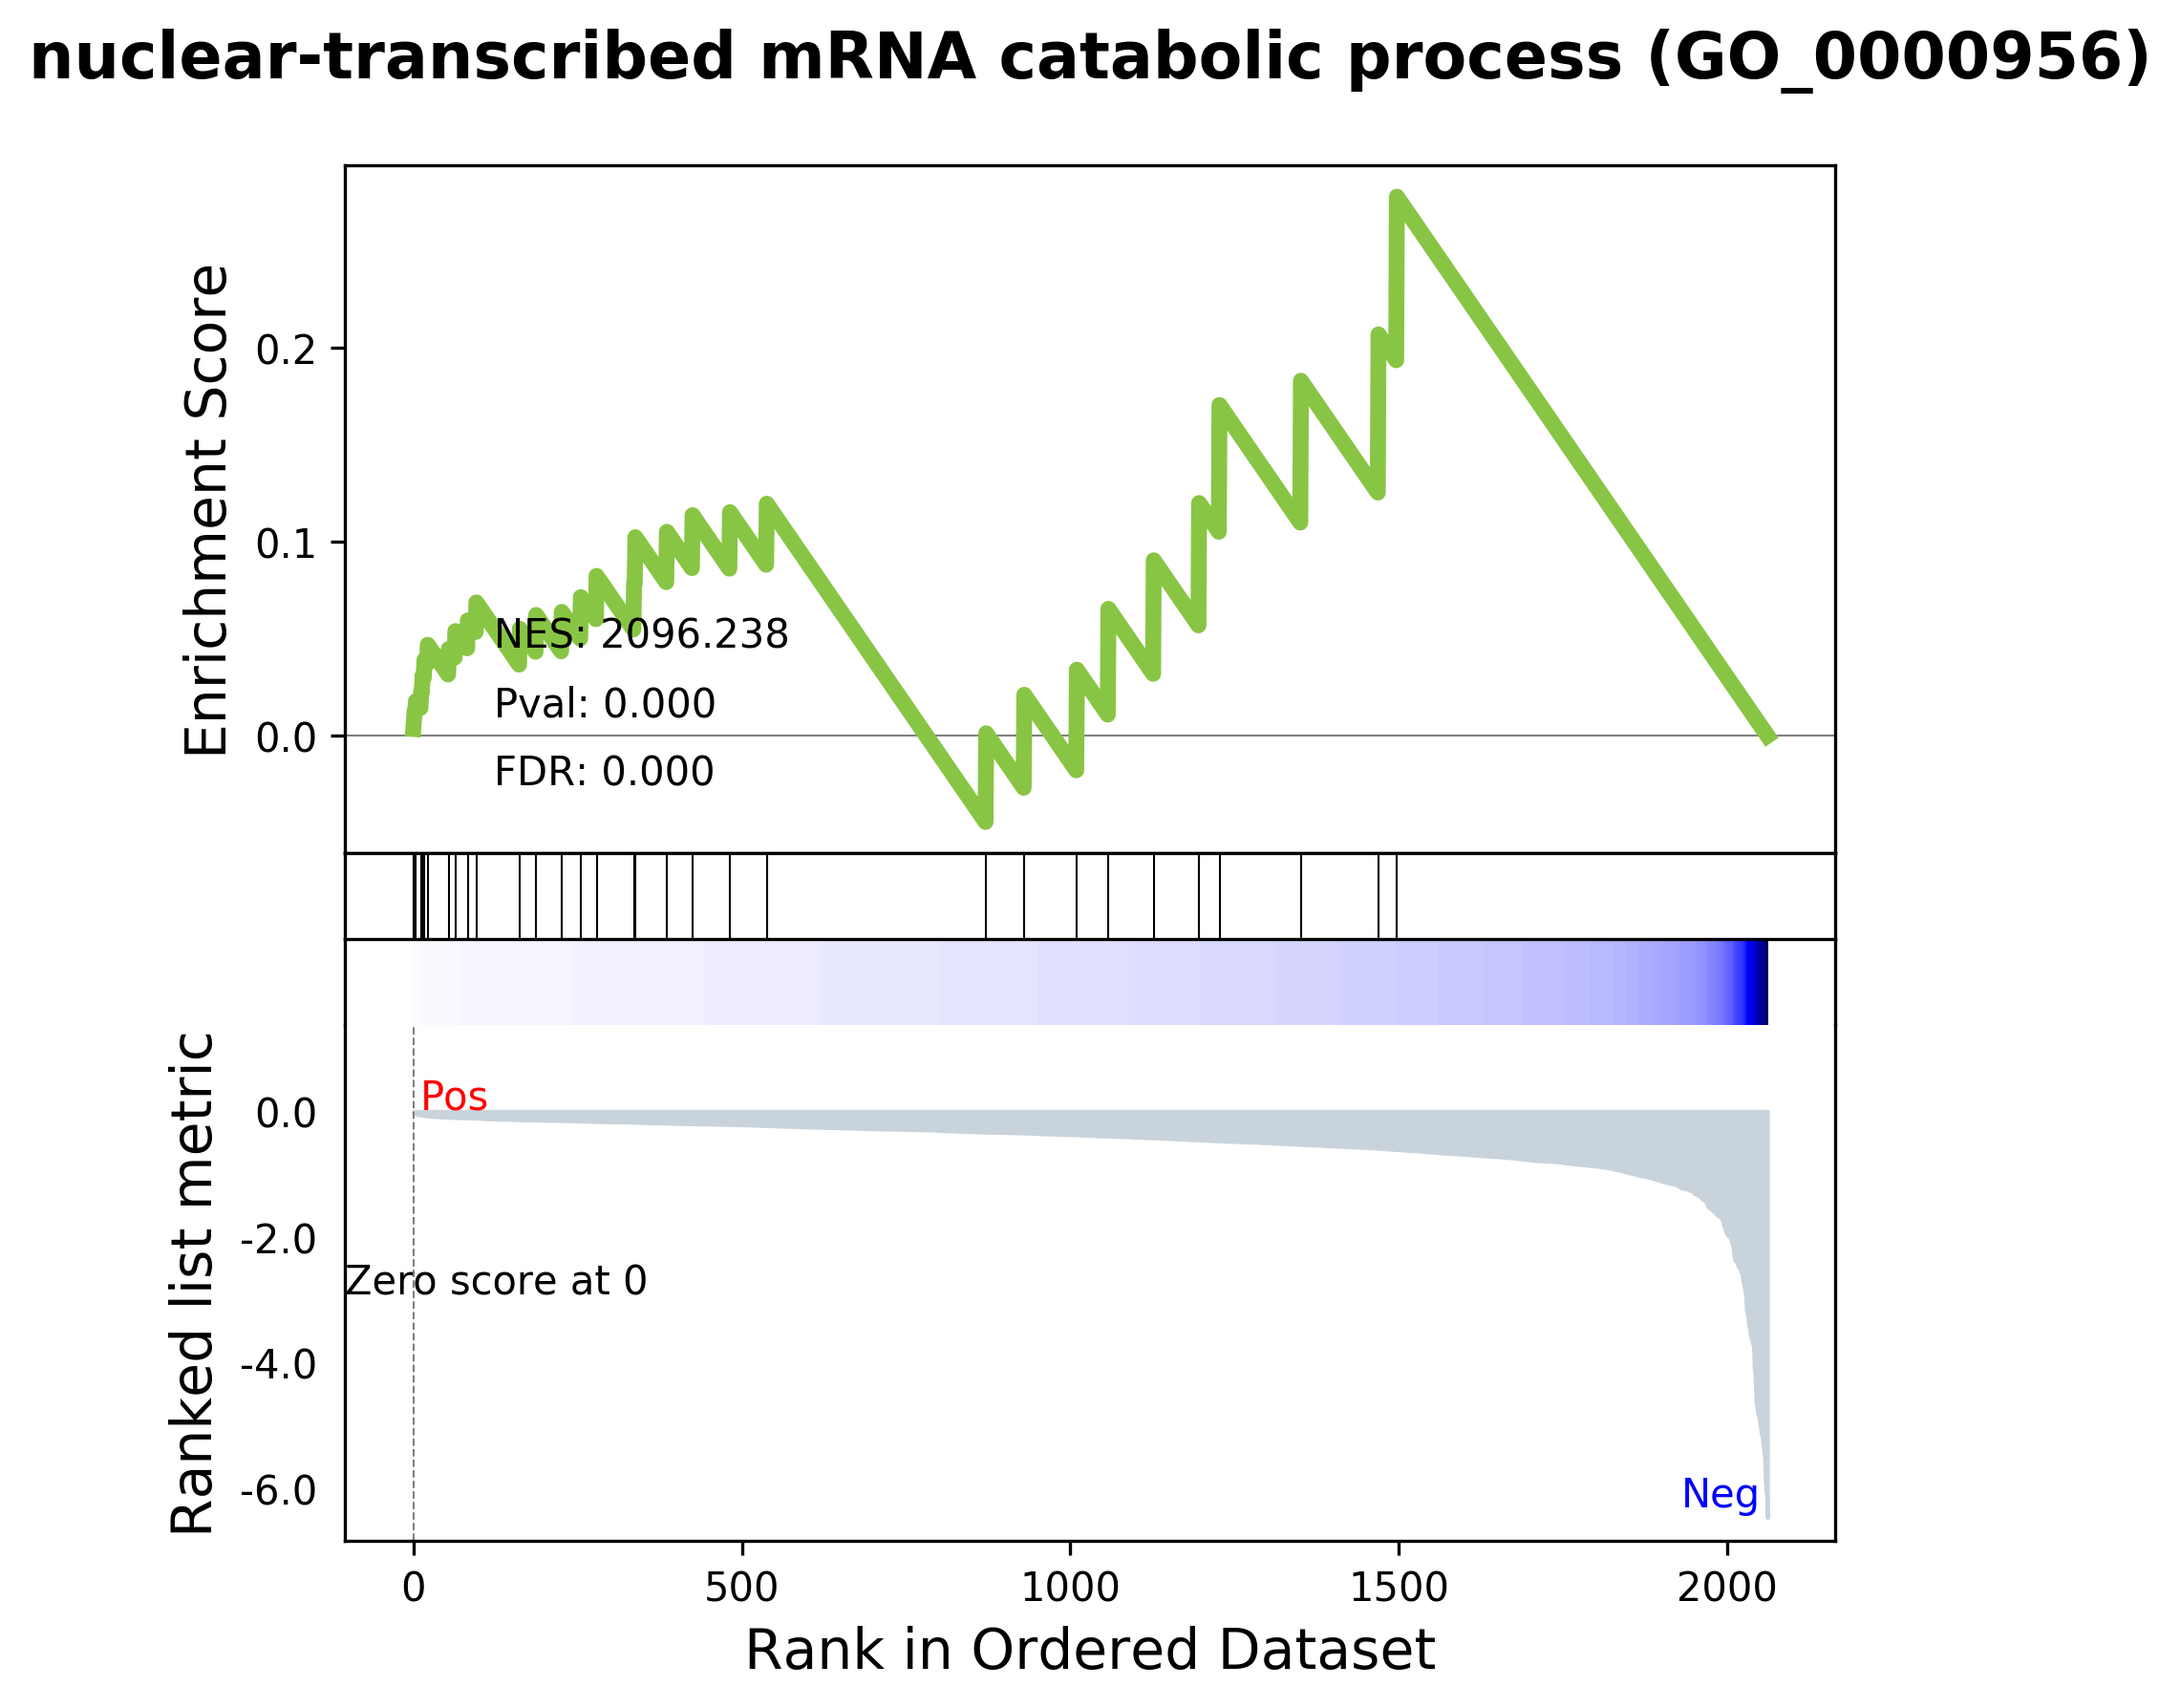 nuclear-transcribed mRNA catabolic process (GO_0000956)
Enrichment Score
0.2
0.1
0.0
NES: 2096.238
Pval: 0.000
FDR: 0.000
Ranked list metric
0.0
-2.0
-4.0
-6.0
Pos
Zero score at 0
Neg
0
500
1000
1500
2000
Rank in Ordered Dataset